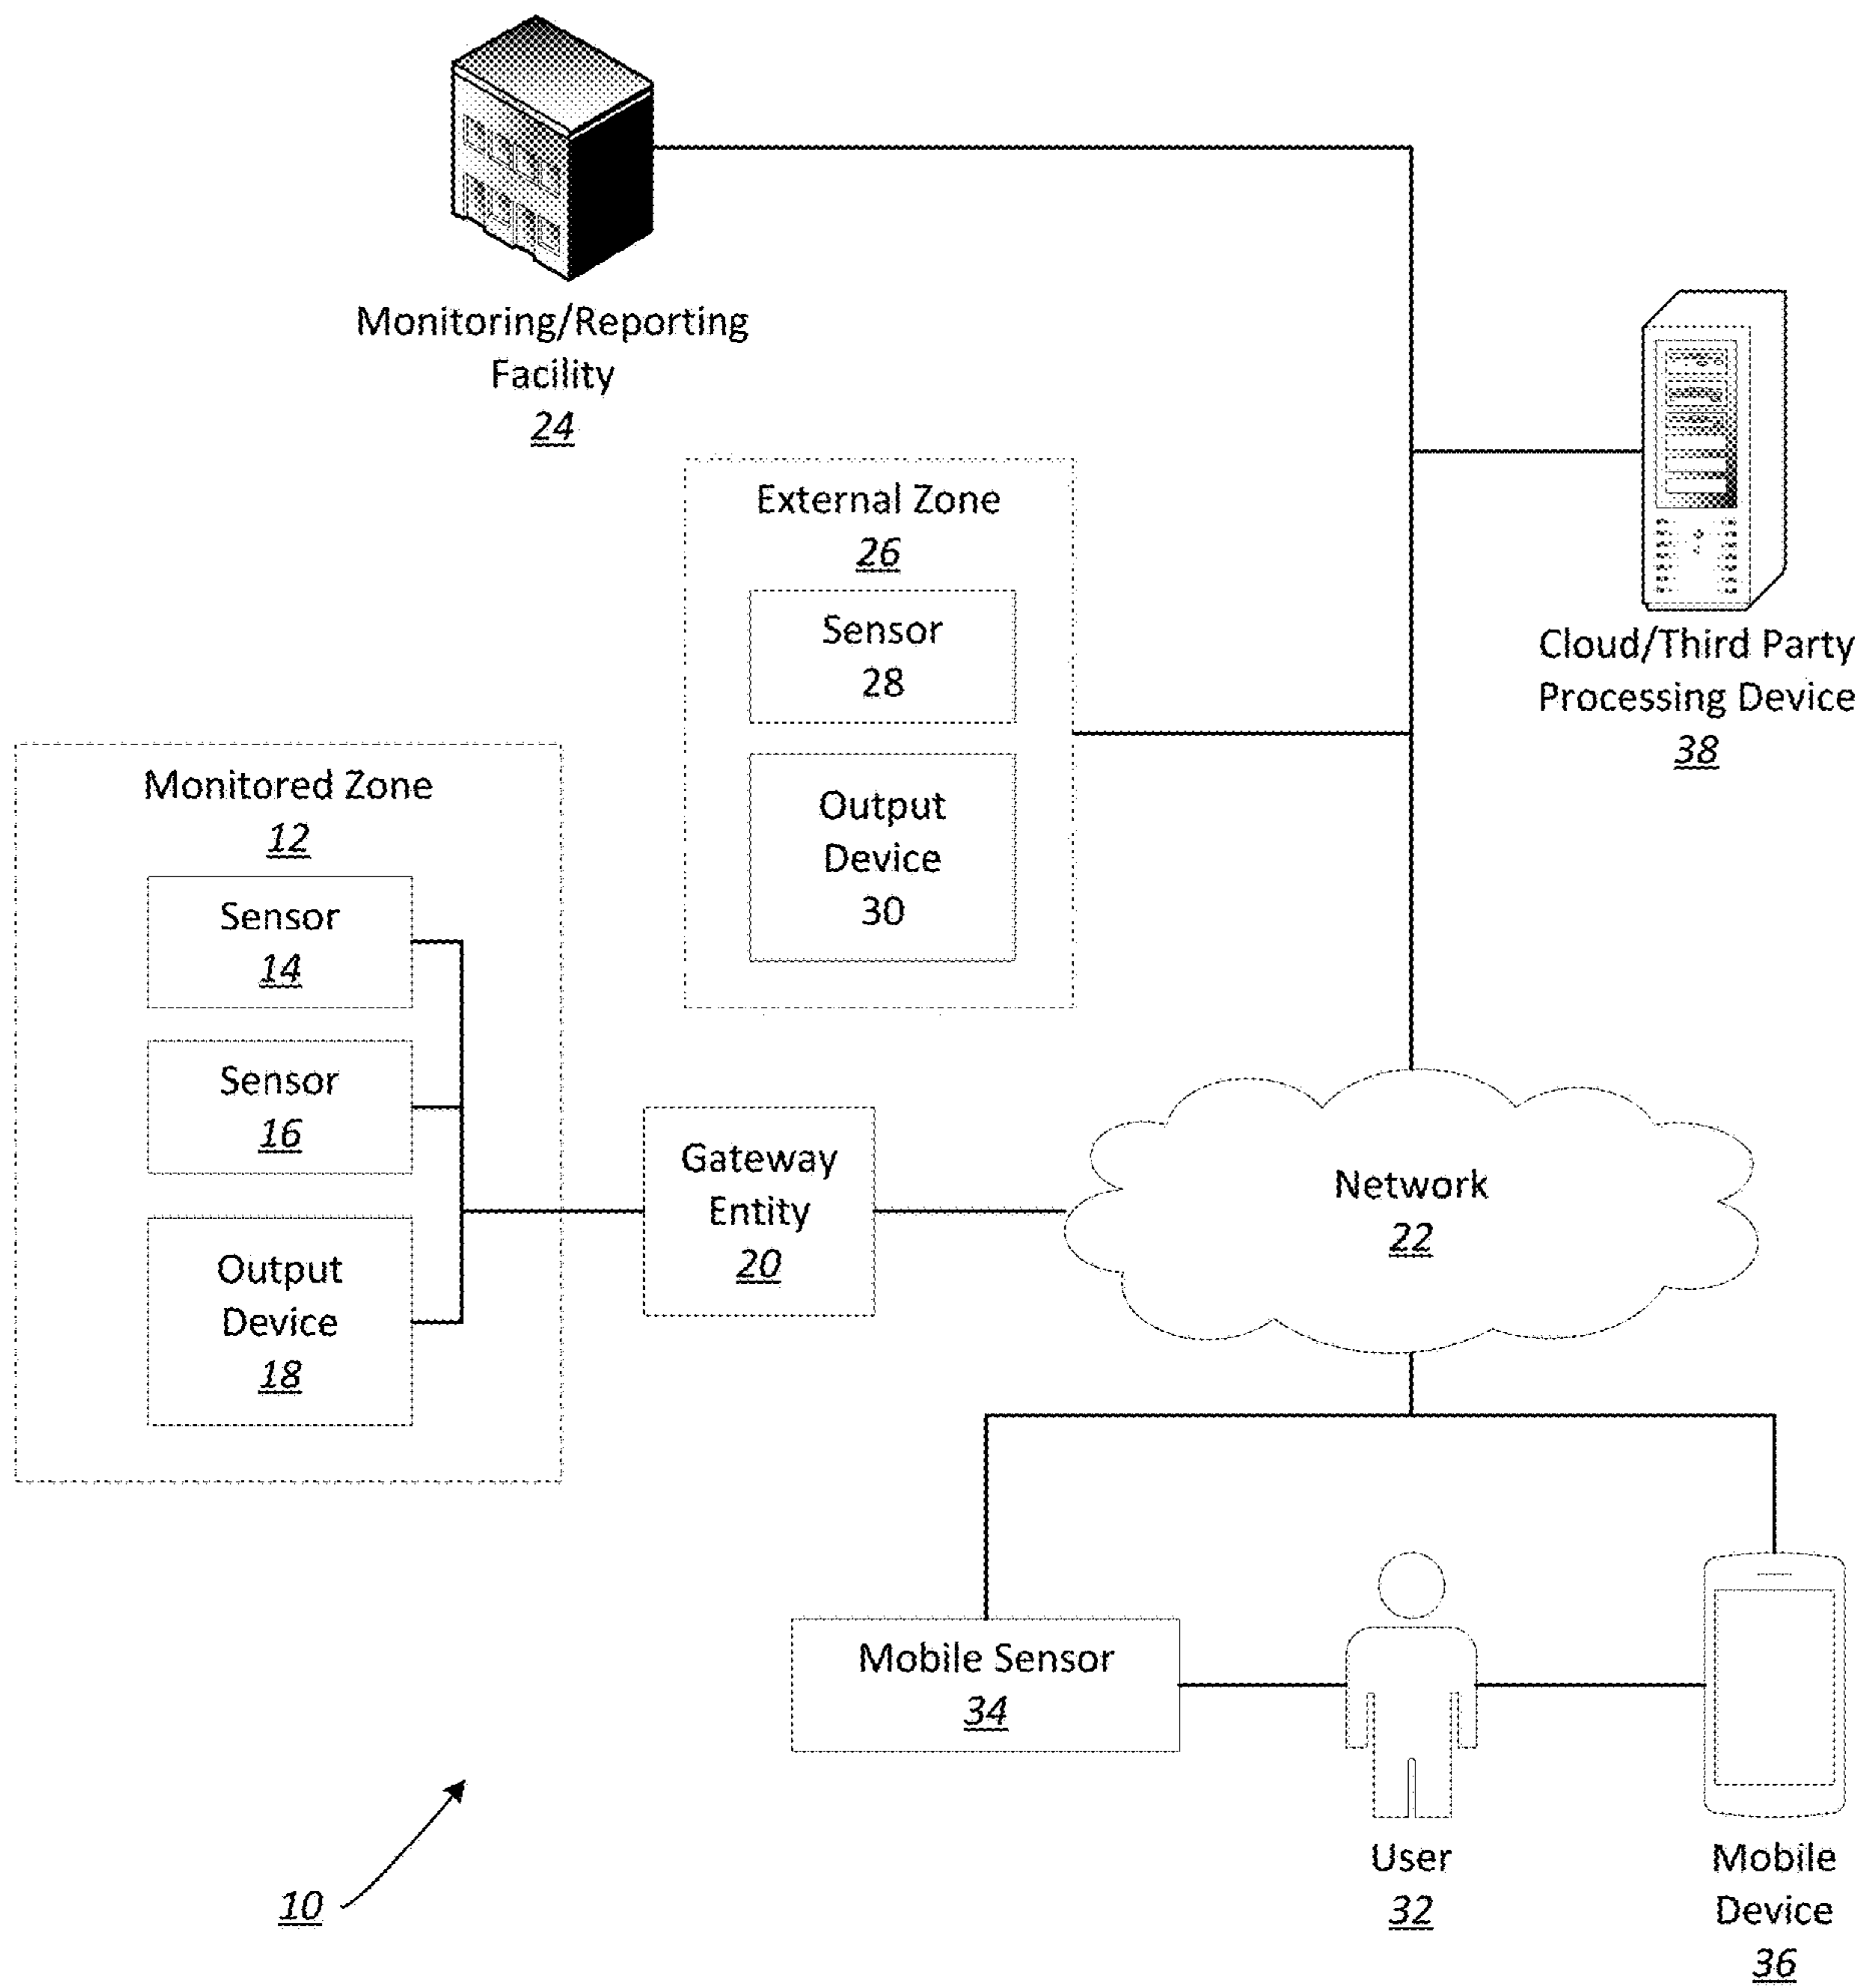 Monitoring/Reporting
Facility
24
External Zone
26
Sensor
28
Output
Device
30
Cloud/Third Party
Processing Device
38
Monitored Zone
12
Sensor
14
Sensor
16
Output
Device
18
Gateway
Entity
20
Network
22
Mobile Sensor
34
User
32
Mobile
Device
36
10